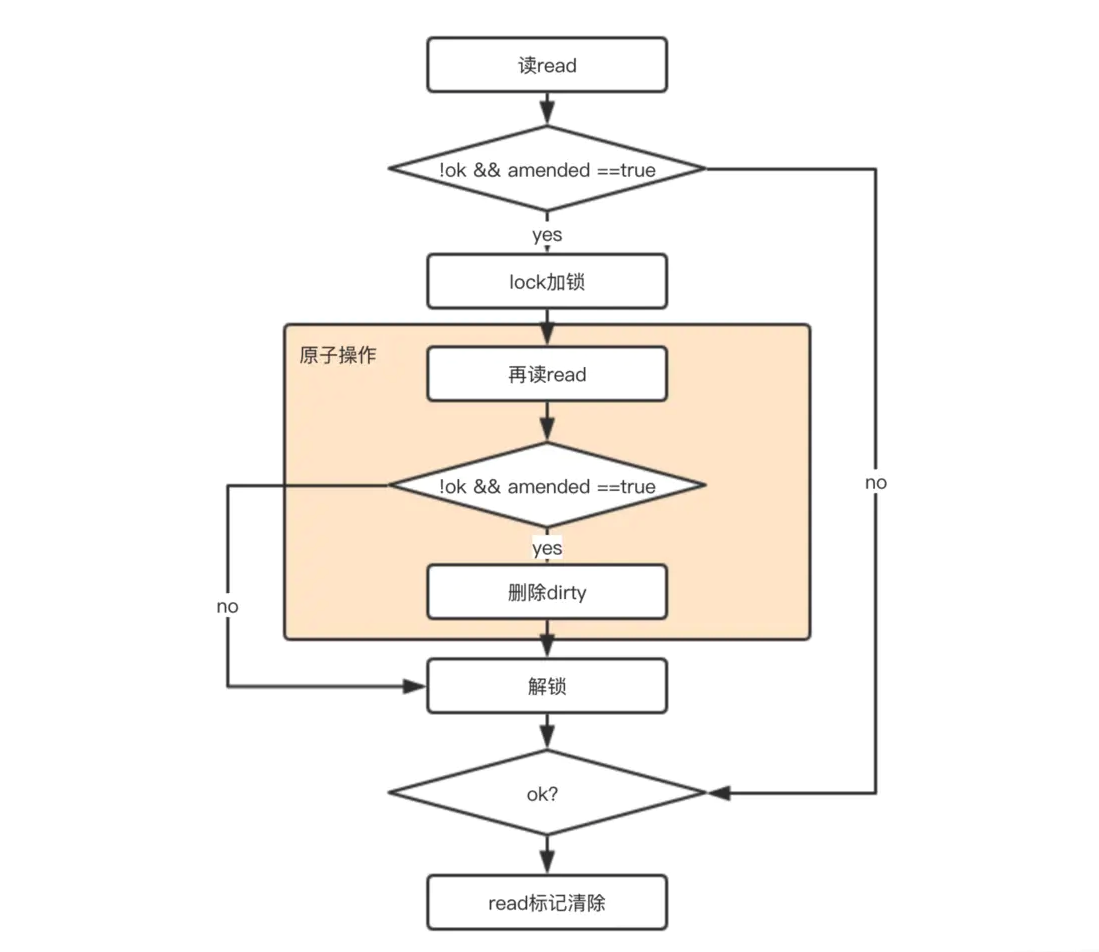 读read
!ok && amended ==true
yes
lock加锁
原子操作
再读read
!ok && amended ==true
no
yes
删除dirty
no
解锁
ok?
read标记清除